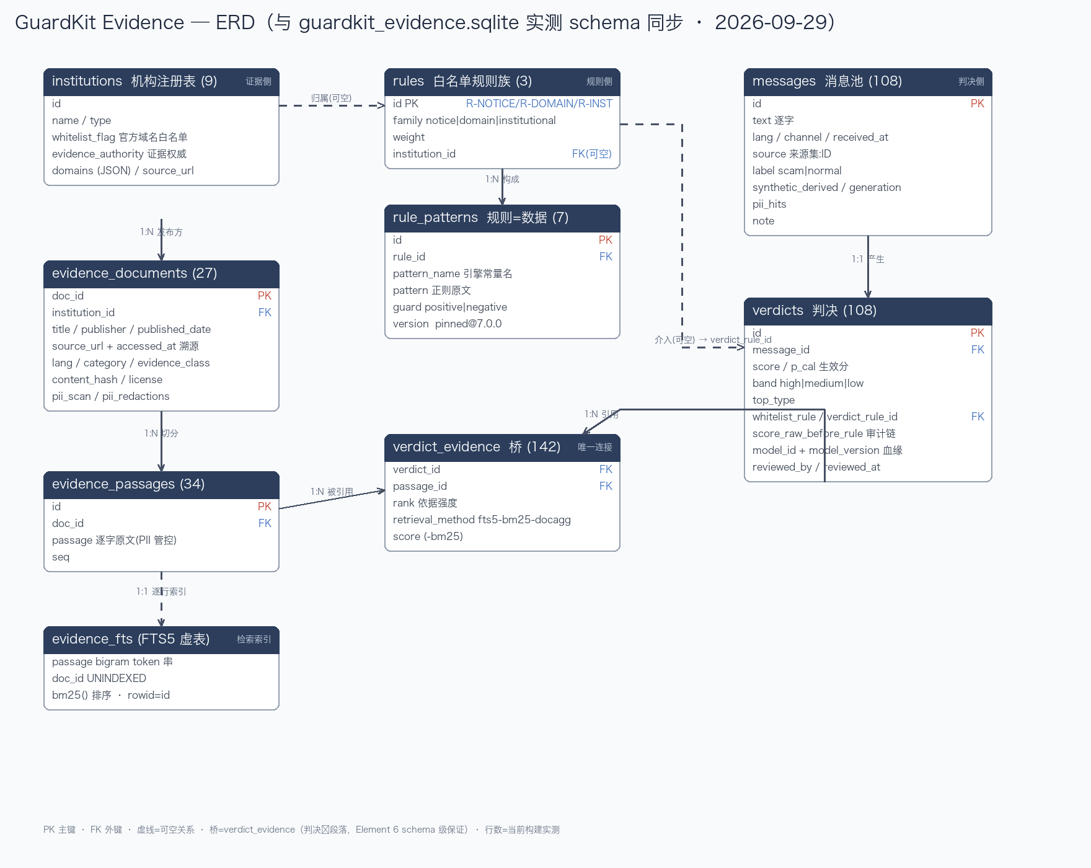 GuardKit Evidence — ERD（与 guardkit_evidence.sqlite 实测 schema 同步 · 2026-09-29）
institutions 机构注册表 (9) 证据侧
id
name / type
whitelist_flag 官方域名白名单
evidence_authority 证据权威
domains (JSON) / source_url
归属(可空)
rules 白名单规则族 (3) 规则侧
id PK R-NOTICE/R-DOMAIN/R-INST
family notice|domain|institutional
weight
institution_id FK(可空)
messages 消息池 (108) 判决侧
id PK
text 逐字
lang / channel / received_at
source 来源集:ID
label scam|normal
synthetic_derived / generation
pii_hits
note
1:N 构成
1:N 发布方
rule_patterns 规则=数据 (7)
id PK
rule_id FK
pattern_name 引擎常量名
pattern 正则原文
guard positive|negative
version pinned@7.0.0
1:1 产生
evidence_documents (27)
doc_id PK
institution_id FK
title / publisher / published_date
source_url + accessed_at 溯源
lang / category / evidence_class
content_hash / license
pii_scan / pii_redactions
介入(可空) → verdict_rule_id
verdicts 判决 (108)
id PK
message_id FK
score / p_cal 生效分
band high|medium|low
top_type
whitelist_rule / verdict_rule_id FK
score_raw_before_rule 审计链
model_id + model_version 血缘
reviewed_by / reviewed_at
1:N 切分
1:N 引用
verdict_evidence 桥 (142) 唯一连接
verdict_id FK
passage_id FK
rank 依据强度
retrieval_method fts5-bm25-docagg
score (-bm25)
evidence_passages (34)
id PK
doc_id FK
passage 逐字原文(PII 管控)
seq
1:N 被引用
1:1 逐行索引
evidence_fts (FTS5 虚表) 检索索引
passage bigram token 串
doc_id UNINDEXED
bm25() 排序 · rowid=id
PK 主键 · FK 外键 · 虚线=可空关系 · 桥=verdict_evidence（判决段落，Element 6 schema 级保证）· 行数=当前构建实测